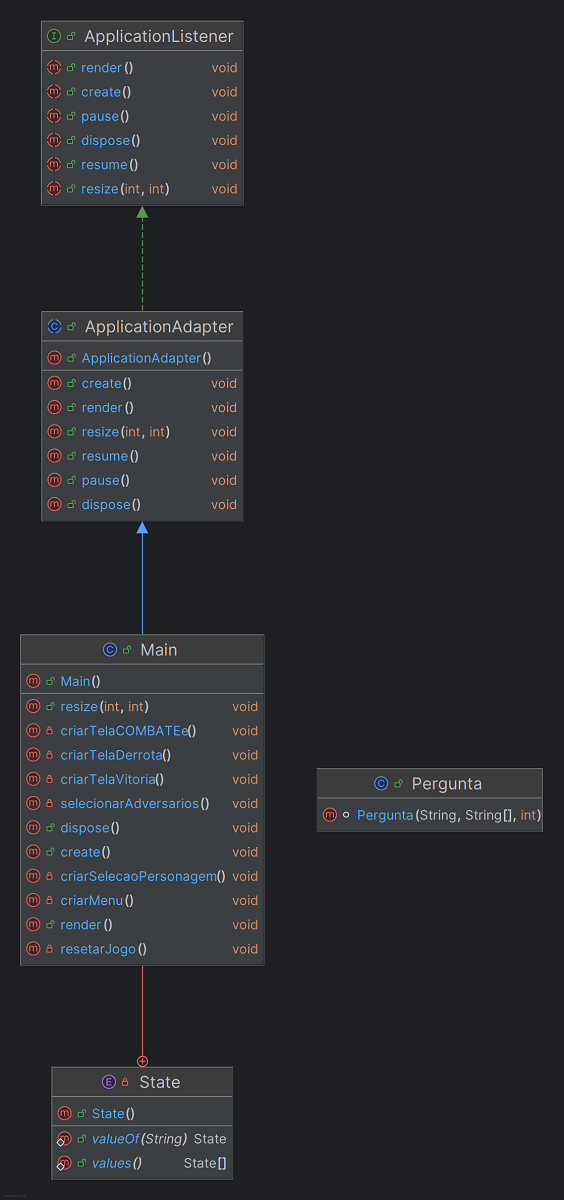 ApplicationListener
render() void
create() void
pause() void
dispose() void
resume() void
resize(int, int) void
ApplicationAdapter
ApplicationAdapter()
create() void
render() void
resize(int, int) void
resume() void
pause() void
dispose() void
Main
Main()
resize(int, int) void
criarTelaCOMBATEe() void
criarTelaDerrota() void
criarTelaVitoria() void
selecionarAdversarios() void
dispose() void
create() void
criarSelecaoPersonagem() void
criarMenu() void
render() void
resetarJogo() void
Pergunta
Pergunta(String, String[], int)
State
State()
valueOf(String) State
values() State[]